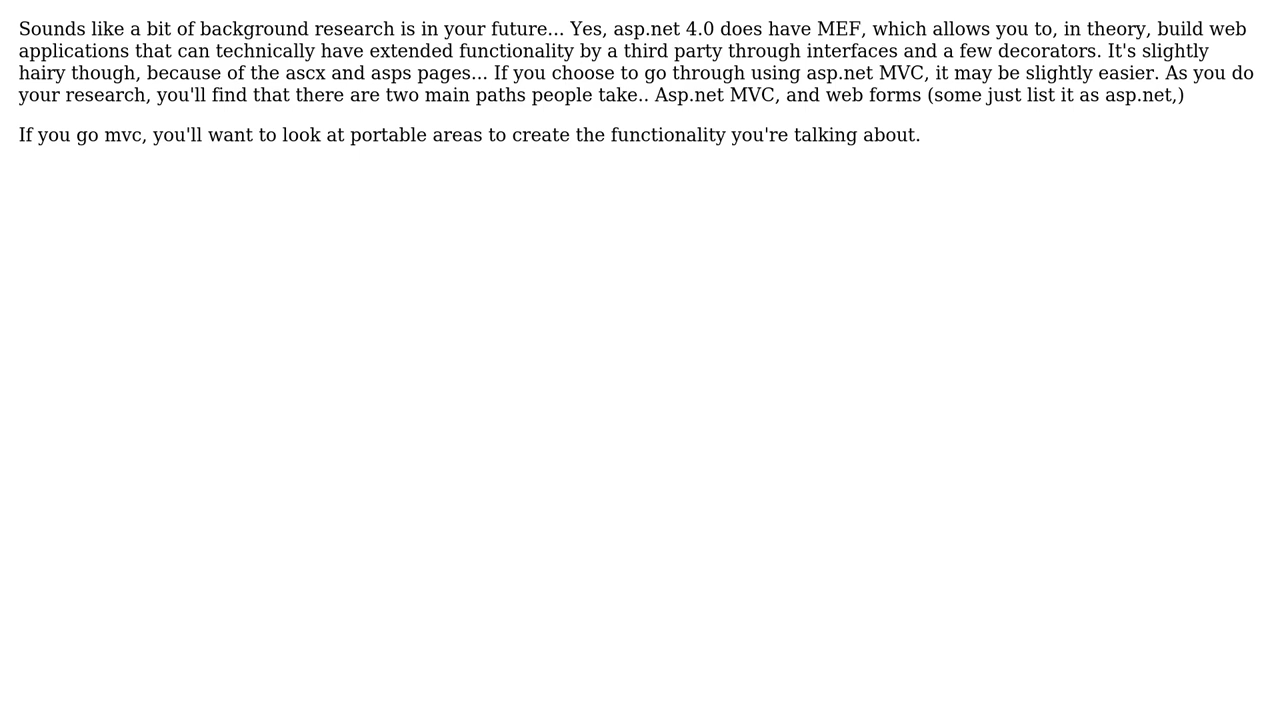 Sounds like a bit of background research is in your future... Yes, asp.net 4.0 does have MEF, which allows you to, in theory, build web
applications that can technically have extended functionality by a third party through interfaces and a few decorators. It's slightly
hairy though, because of the ascx and asps pages... If you choose to go through using asp.net MVC, it may be slightly easier. As you do
your research, you'll find that there are two main paths people take.. Asp.net MVC, and web forms (some just list it as asp.net,)
If you go mvc, you'll want to look at portable areas to create the functionality you're talking about.